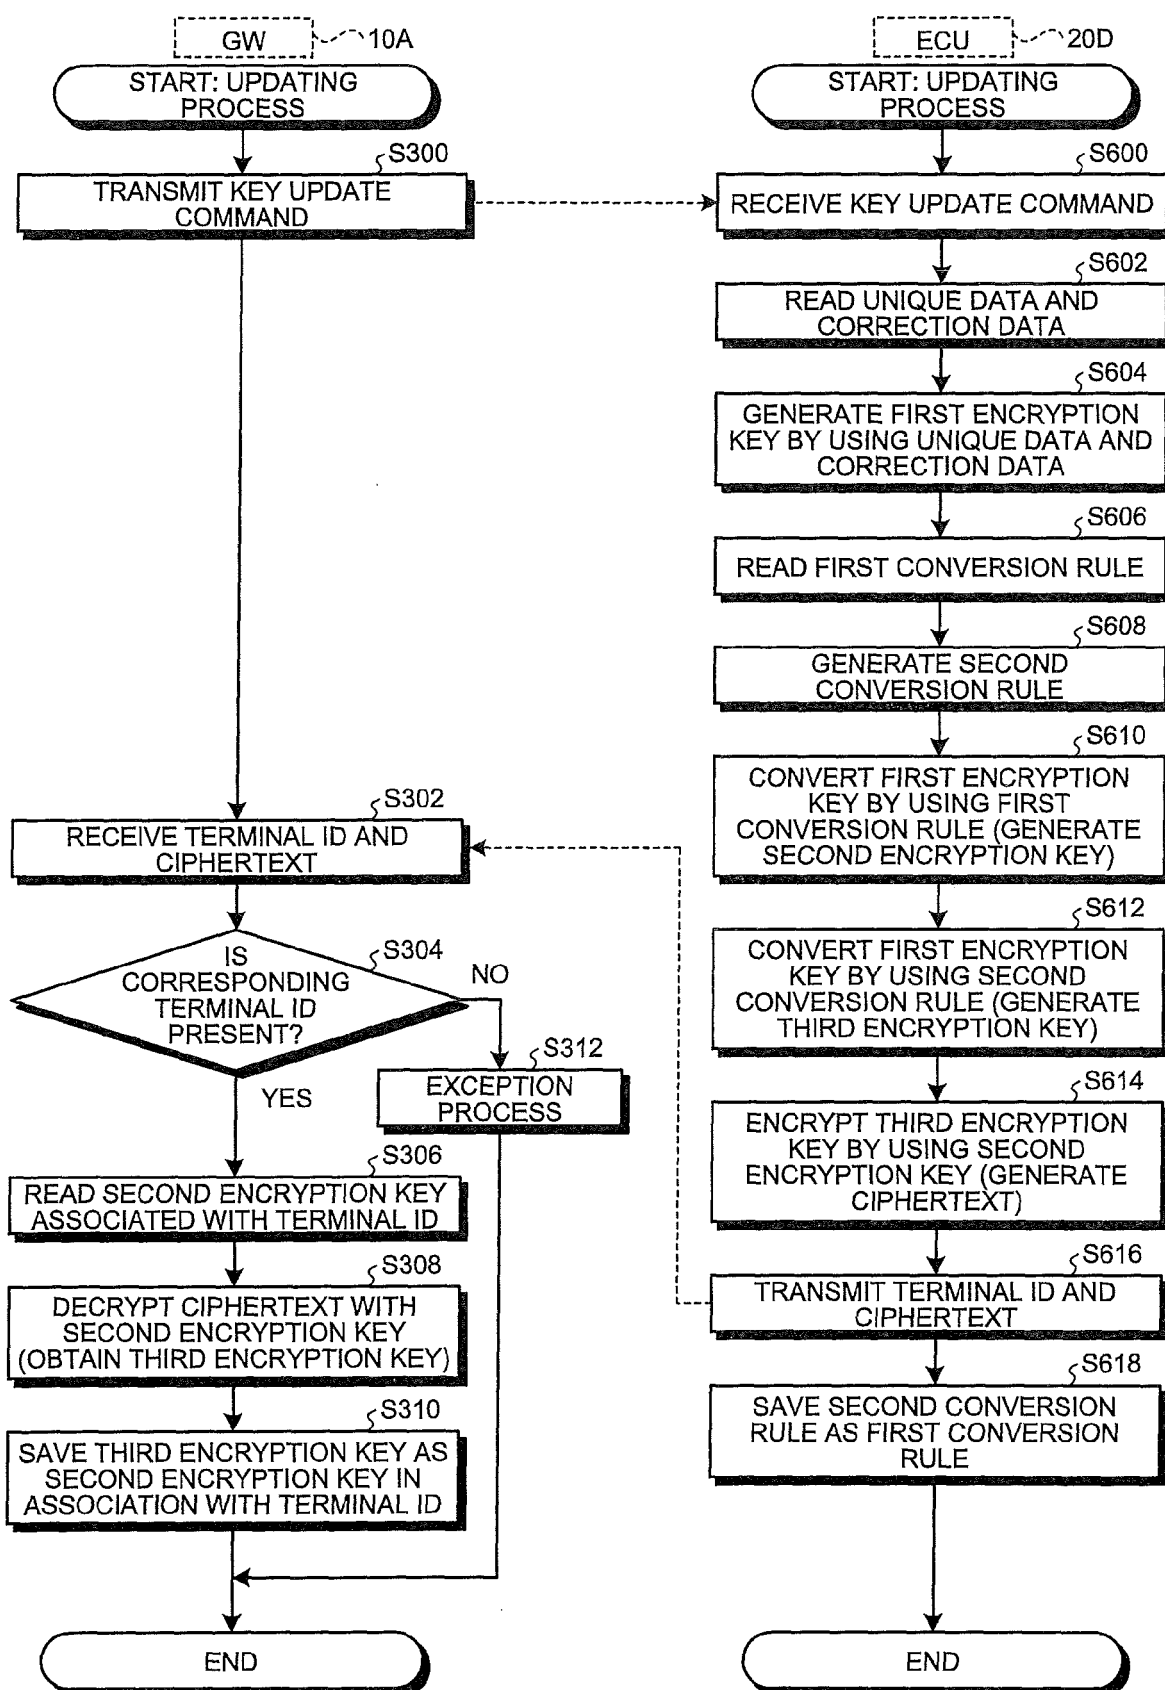 GW
10A
START: UPDATING
PROCESS
S300
TRANSMIT KEY UPDATE
COMMAND
S302
RECEIVE TERMINAL ID AND
CIPHERTEXT
IS
CORRESPONDING
TERMINAL ID
PRESENT?
S304
NO
YES
S312
EXCEPTION
PROCESS
S306
READ SECOND ENCRYPTION KEY
ASSOCIATED WITH TERMINAL ID
S308
DECRYPT CIPHERTEXT WITH
SECOND ENCRYPTION KEY
(OBTAIN THIRD ENCRYPTION KEY)
S310
SAVE THIRD ENCRYPTION KEY AS
SECOND ENCRYPTION KEY IN
ASSOCIATION WITH TERMINAL ID
END
ECU
20D
START: UPDATING
PROCESS
S600
RECEIVE KEY UPDATE COMMAND
S602
READ UNIQUE DATA AND
CORRECTION DATA
S604
GENERATE FIRST ENCRYPTION
KEY BY USING UNIQUE DATA AND
CORRECTION DATA
S606
READ FIRST CONVERSION RULE
S608
GENERATE SECOND
CONVERSION RULE
S610
CONVERT FIRST ENCRYPTION
KEY BY USING FIRST
CONVERSION RULE (GENERATE
SECOND ENCRYPTION KEY)
S612
CONVERT FIRST ENCRYPTION
KEY BY USING SECOND
CONVERSION RULE (GENERATE
THIRD ENCRYPTION KEY)
S614
ENCRYPT THIRD ENCRYPTION
KEY BY USING SECOND
ENCRYPTION KEY (GENERATE
CIPHERTEXT)
S616
TRANSMIT TERMINAL ID AND
CIPHERTEXT
S618
SAVE SECOND CONVERSION
RULE AS FIRST CONVERSION
RULE
END